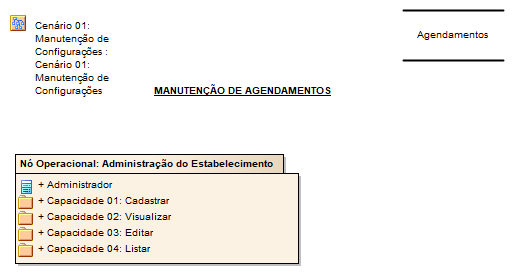 Cenário 01:
Manutenção de
Configurações :
Cenário 01:
Manutenção de
Configurações
Agendamentos
MANUTENÇÃO DE AGENDAMENTOS
Nó Operacional: Administração do Estabelecimento
+ Administrador
+ Capacidade 01: Cadastrar
+ Capacidade 02: Visualizar
+ Capacidade 03: Editar
+ Capacidade 04: Listar